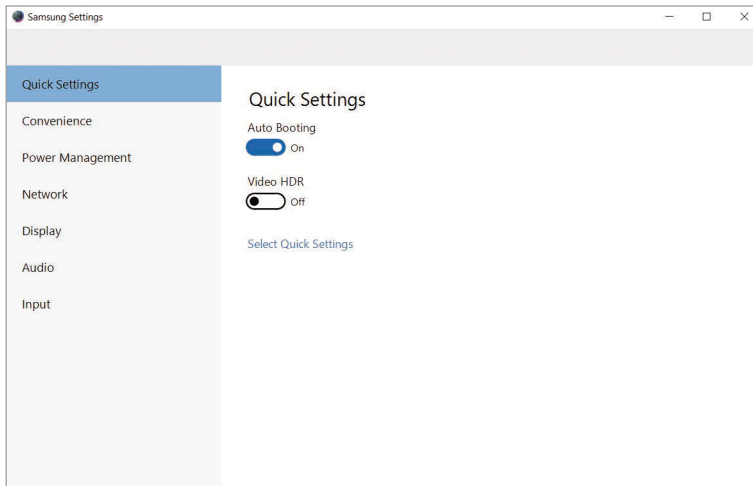 Samsung Settings
Quick Settings
Convenience
Power Management
Network
Display
Audio
Input
Quick Settings
Auto Booting
On
Video HDR
Off
Select Quick Settings